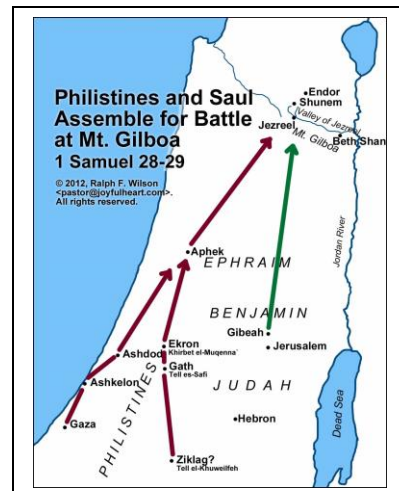 Philistines and Saul
Assemble for Battle
at Mt. Gilboa
1 Samuel 28-29
© 2012, Ralph F. Wilson
<pastor@joyfulheart.com>.
All rights reserved.
Endor
Shunem
Valley of Jezreel
Jezreel
Mt. Gilboa
Beth Shan
Jordan River
Aphek
EPHRAIM
BENJAMIN
Gibeah
Jerusalem
Ekron
Khirbet el-Muqenna`
Ashdod
Gath
Tell es-Safi
Ashkelon
JUDAH
PHILISTINES
Gaza
Hebron
Dead Sea
Ziklag?
Tell el-Khuweilfeh